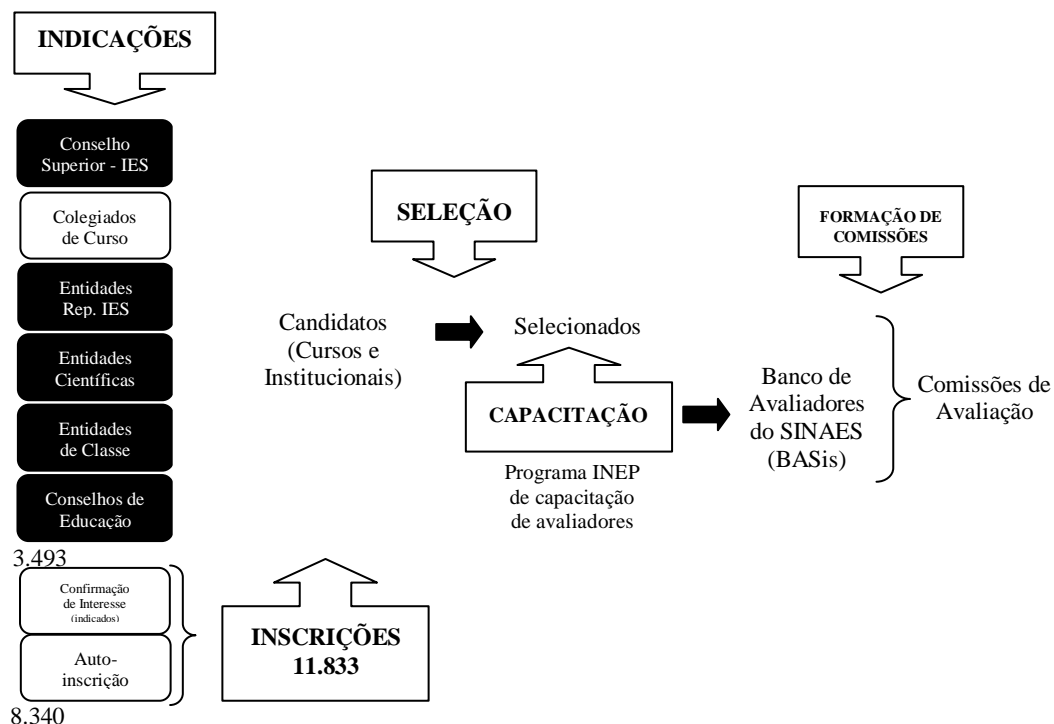 INDICAÇÕES
Conselho
Superior - IES
Colegiados
de Curso
Entidades
Rep. IES
Entidades
Científicas
Entidades
de Classe
Conselhos de
Educação
3.493
Confirmação
de Interesse
(indicados)
Auto-
inscrição
8.340
INSCRIÇÕES
11.833
SELEÇÃO
Candidatos
(Cursos e
Institucionais)
Selecionados
CAPACITAÇÃO
Programa INEP
de capacitação
de avaliadores
FORMAÇÃO DE
COMISSÕES
Banco de
Avaliadores
do SINAES
(BASis)
Comissões de
Avaliação